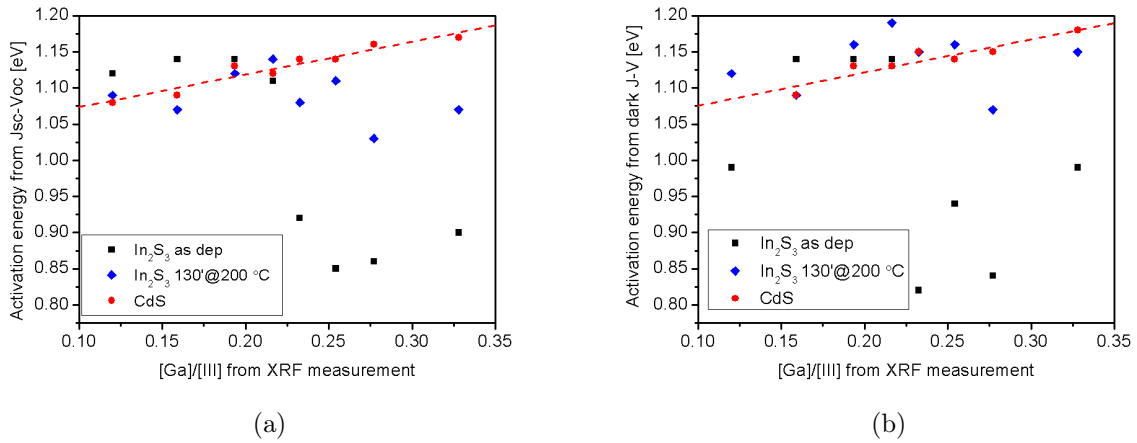 Activation energy from Jsc-Voc [eV]
1.20
1.15
1.10
1.05
1.00
0.95
0.90
0.85
0.80
In₂S₃ as dep
In₂S₃ 130'@200 °C
CdS
0.10 0.15 0.20 0.25 0.30 0.35
[Ga]/[III] from XRF measurement
(a)
Activation energy from dark J-V [eV]
1.20
1.15
1.10
1.05
1.00
0.95
0.90
0.85
0.80
In₂S₃ as dep
In₂S₃ 130'@200 °C
CdS
0.10 0.15 0.20 0.25 0.30 0.35
[Ga]/[III] from XRF measurement
(b)